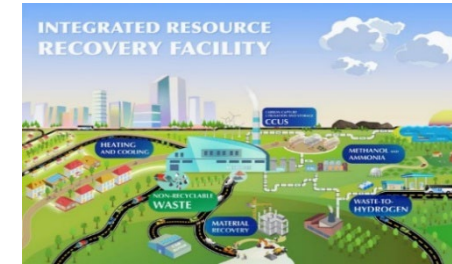 INTEGRATED RESOURCE
RECOVERY FACILITY
CCUS
HEATING
AND COOLING
METHANOL AND
AMMONIA
NON-RECYCLABLE
WASTE
WASTE-TO-
HYDROGEN
MATERIAL
RECOVERY